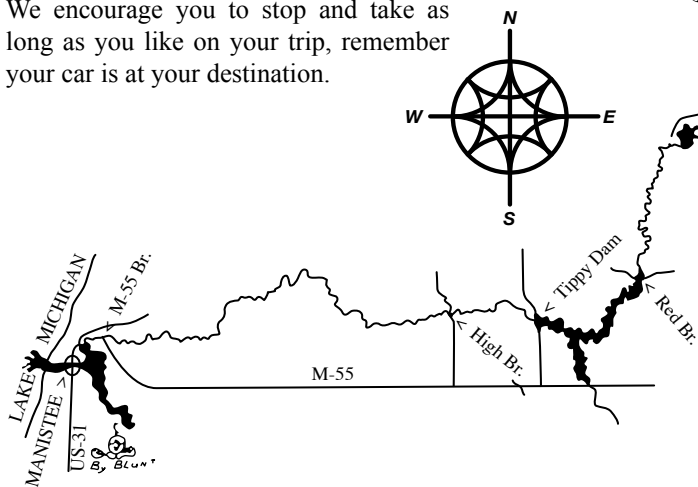 We encourage you to stop and take as
long as you like on your trip, remember
your car is at your destination.
N
W
E
S
LAKE MICHIGAN
M-55 Br.
Tippy Dam
Red Br.
High Br.
M-55
MANISTEE
US-31
By BLUNT